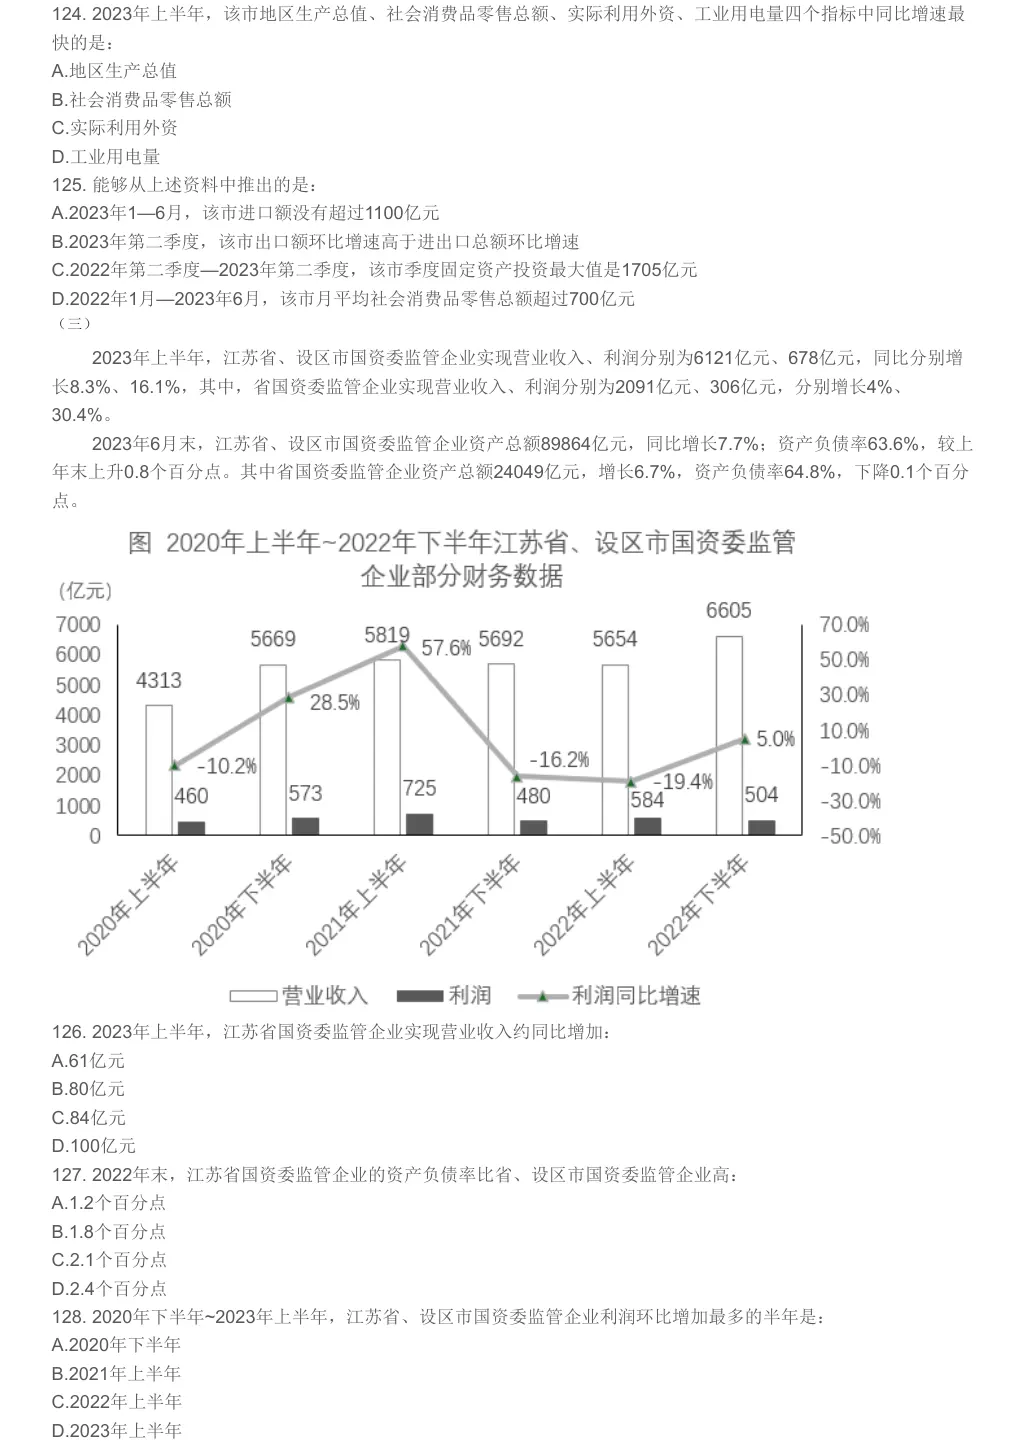 124. 2023年上半年，该市地区生产总值、社会消费品零售总额、实际利用外资、工业用电量四个指标中同比增速最
快的是：
A.地区生产总值
B.社会消费品零售总额
C.实际利用外资
D.工业用电量
125. 能够从上述资料中推出的是：
A.2023年1—6月，该市进口额没有超过1100亿元
B.2023年第二季度，该市出口额环比增速高于进出口总额环比增速
C.2022年第二季度—2023年第二季度，该市季度固定资产投资最大值是1705亿元
D.2022年1月—2023年6月，该市月平均社会消费品零售总额超过700亿元
（三）
2023年上半年，江苏省、设区市国资委监管企业实现营业收入、利润分别为6121亿元、678亿元，同比分别增
长8.3%、16.1%，其中，省国资委监管企业实现营业收入、利润分别为2091亿元、306亿元，分别增长4%、
30.4%。
2023年6月末，江苏省、设区市国资委监管企业资产总额89864亿元，同比增长7.7%；资产负债率63.6%，较上
年末上升0.8个百分点。其中省国资委监管企业资产总额24049亿元，增长6.7%，资产负债率64.8%，下降0.1个百分
点。
图 2020年上半年~2022年下半年江苏省、设区市国资委监管
企业部分财务数据
(亿元)
7000
6000
5000
4000
3000
2000
1000
0
4313
5669
5819
5692
5654
6605
-10.2%
28.5%
57.6%
-16.2%
-19.4%
5.0%
460
573
725
480
584
504
70.0%
50.0%
30.0%
10.0%
-10.0%
-30.0%
-50.0%
2020年上半年
2020年下半年
2021年上半年
2021年下半年
2022年上半年
2022年下半年
营业收入 利润 利润同比增速
126. 2023年上半年，江苏省国资委监管企业实现营业收入约同比增加：
A.61亿元
B.80亿元
C.84亿元
D.100亿元
127. 2022年末，江苏省国资委监管企业的资产负债率比省、设区市国资委监管企业高：
A.1.2个百分点
B.1.8个百分点
C.2.1个百分点
D.2.4个百分点
128. 2020年下半年~2023年上半年，江苏省、设区市国资委监管企业利润环比增加最多的半年是：
A.2020年下半年
B.2021年上半年
C.2022年上半年
D.2023年上半年